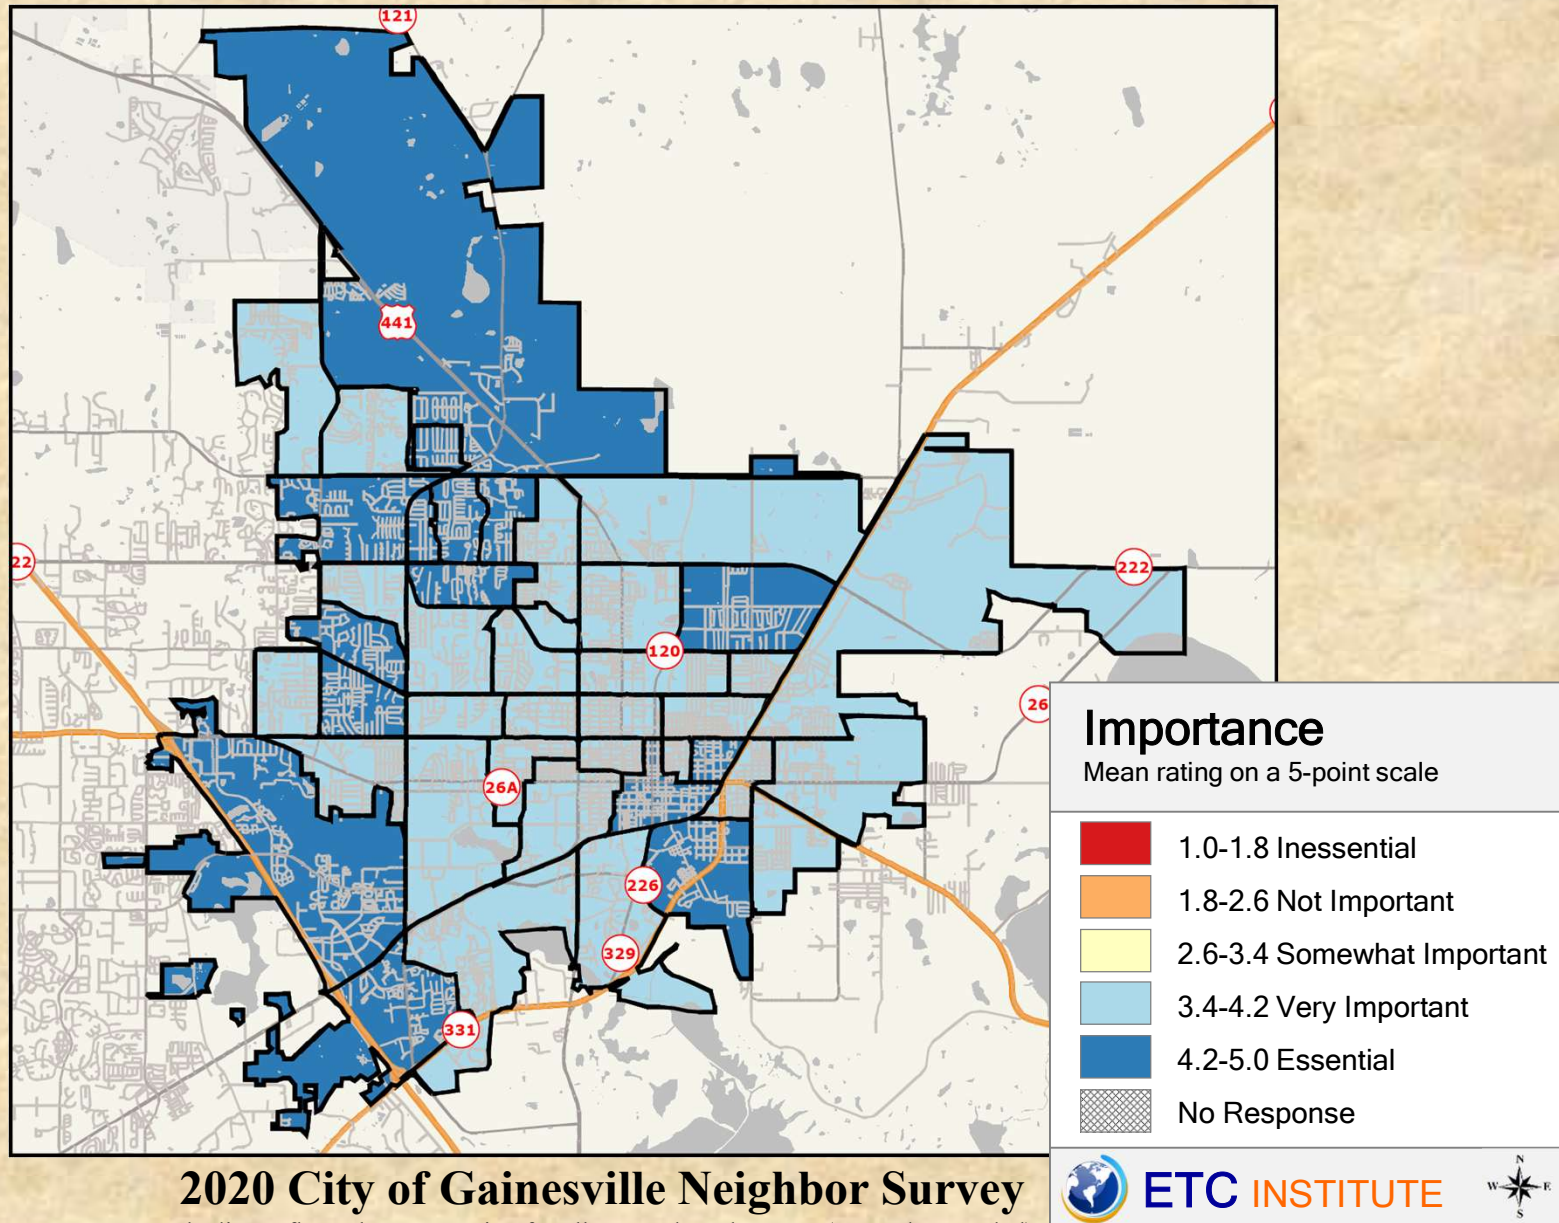 121
441
22
222
120
26
26A
226
329
331
Importance
Mean rating on a 5-point scale
1.0-1.8 Inessential
1.8-2.6 Not Important
2.6-3.4 Somewhat Important
3.4-4.2 Very Important
4.2-5.0 Essential
No Response
ETC INSTITUTE
N
W E
S
2020 City of Gainesville Neighbor Survey